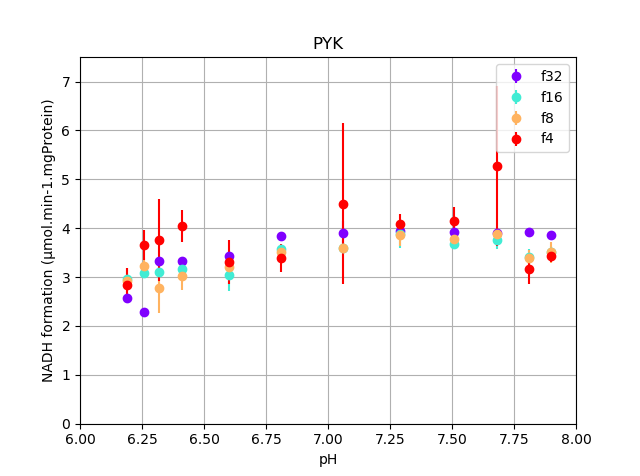 PYK
7
6
5
4
3
2
1
0
NADH formation (μmol.min-1.mgProtein)
f32
f16
f8
f4
6.00 6.25 6.50 6.75 7.00 7.25 7.50 7.75 8.00
pH